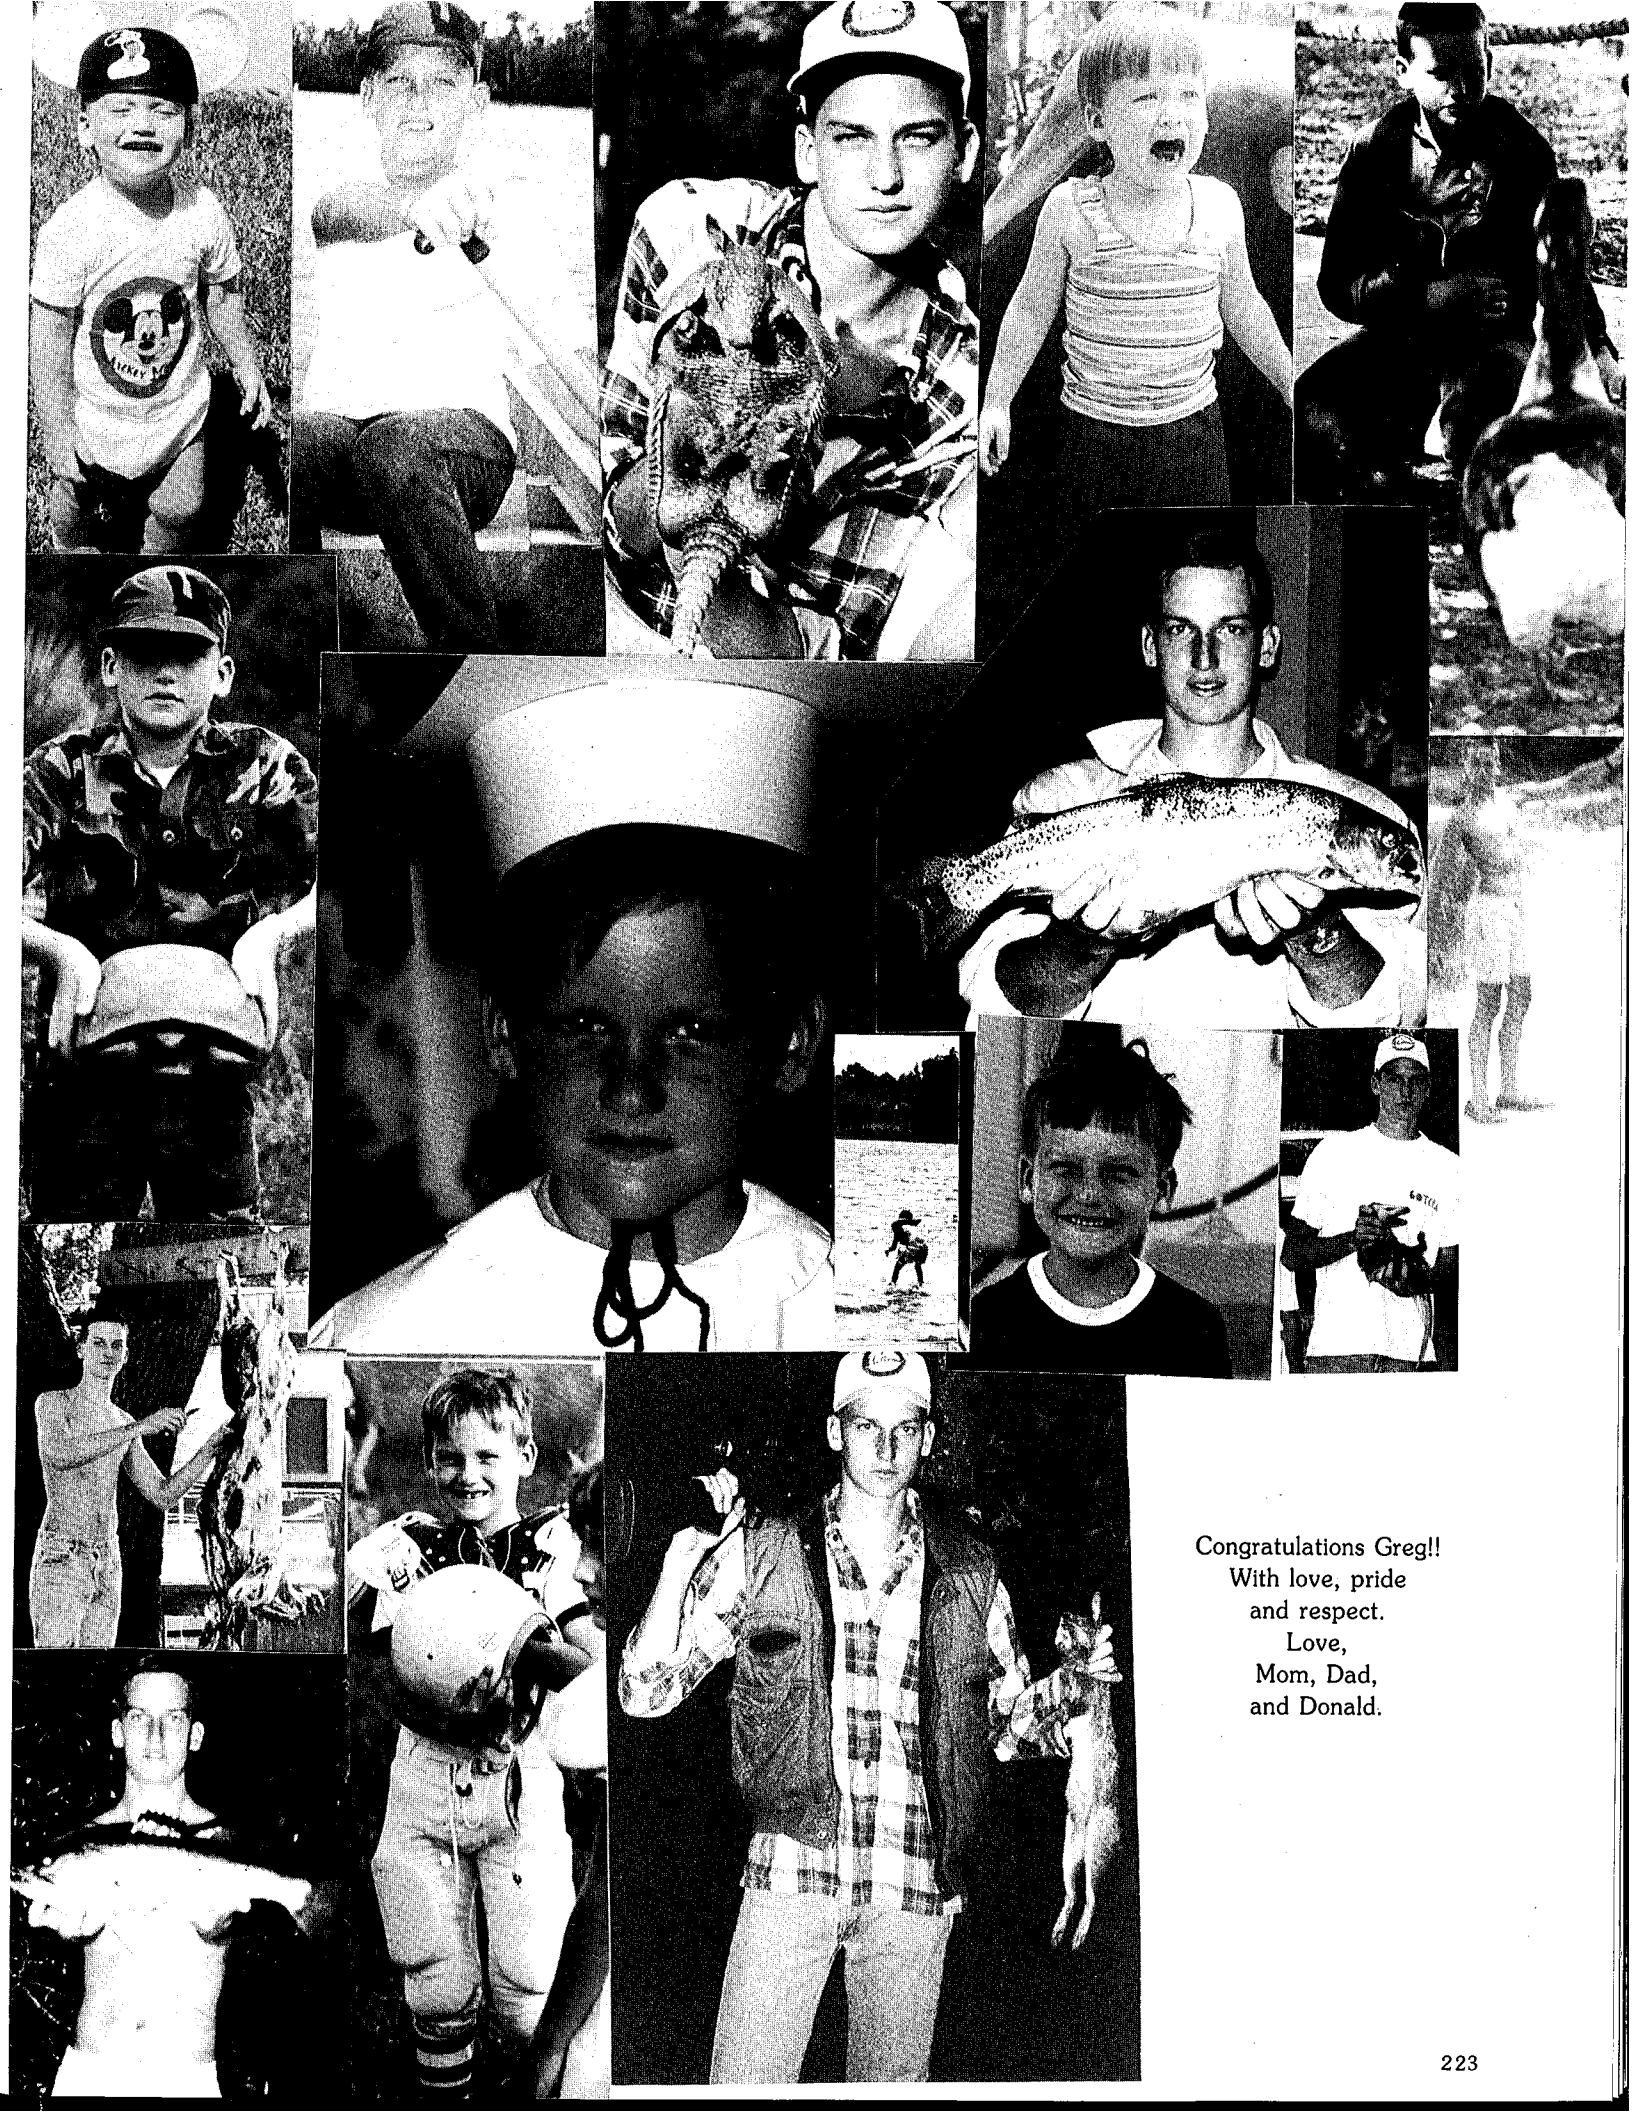 Congratulations Greg!!
With love, pride
and respect.
Love,
Mom, Dad,
and Donald.
223